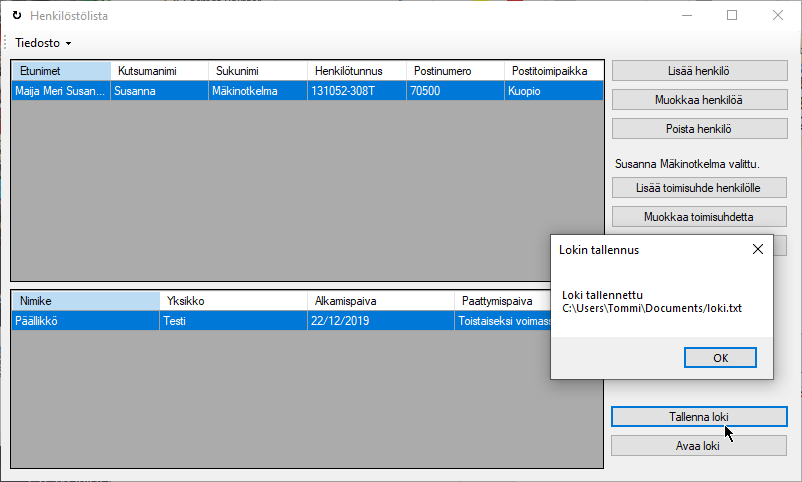 Henkilöstölista
Tiedosto
Etunimet Kutsumanimi Sukunimi Henkilötunnus Postinumero Postitoimipaikka
Maija Meri Susan... Susanna Mäkinotkelma 131052-308T 70500 Kuopio
Lisää henkilö
Muokkaa henkilöä
Poista henkilö
Susanna Mäkinotkelma valittu.
Lisää toimisuhde henkilölle
Muokkaa toimisuhdetta
Nimike Yksikko Alkamispaiva Paattymispaiva
Päällikkö Testi 22/12/2019 Toistaiseksi voimass
Lokin tallennus
Loki tallennettu
C:\Users\Tommi\Documents/loki.txt
OK
Tallenna loki
Avaa loki